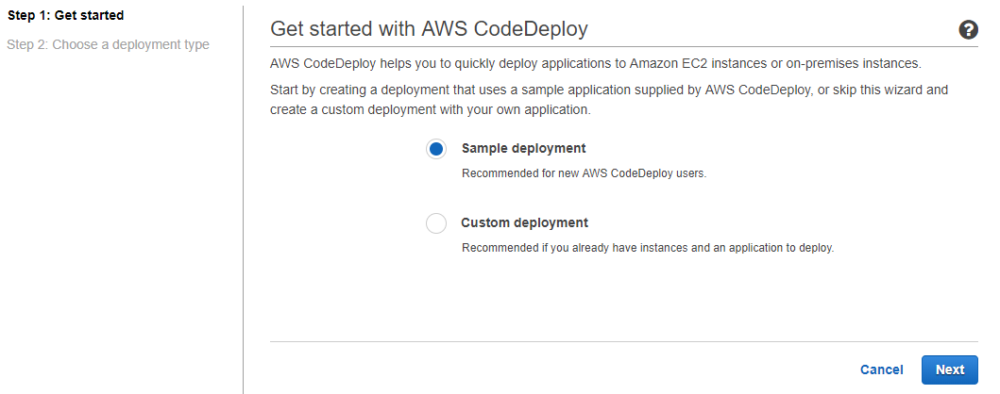 Step 1: Get started
Step 2: Choose a deployment type
Get started with AWS CodeDeploy
?
AWS CodeDeploy helps you to quickly deploy applications to Amazon EC2 instances or on-premises instances.
Start by creating a deployment that uses a sample application supplied by AWS CodeDeploy, or skip this wizard and
create a custom deployment with your own application.
Sample deployment
Recommended for new AWS CodeDeploy users.
Custom deployment
Recommended if you already have instances and an application to deploy.
Cancel
Next